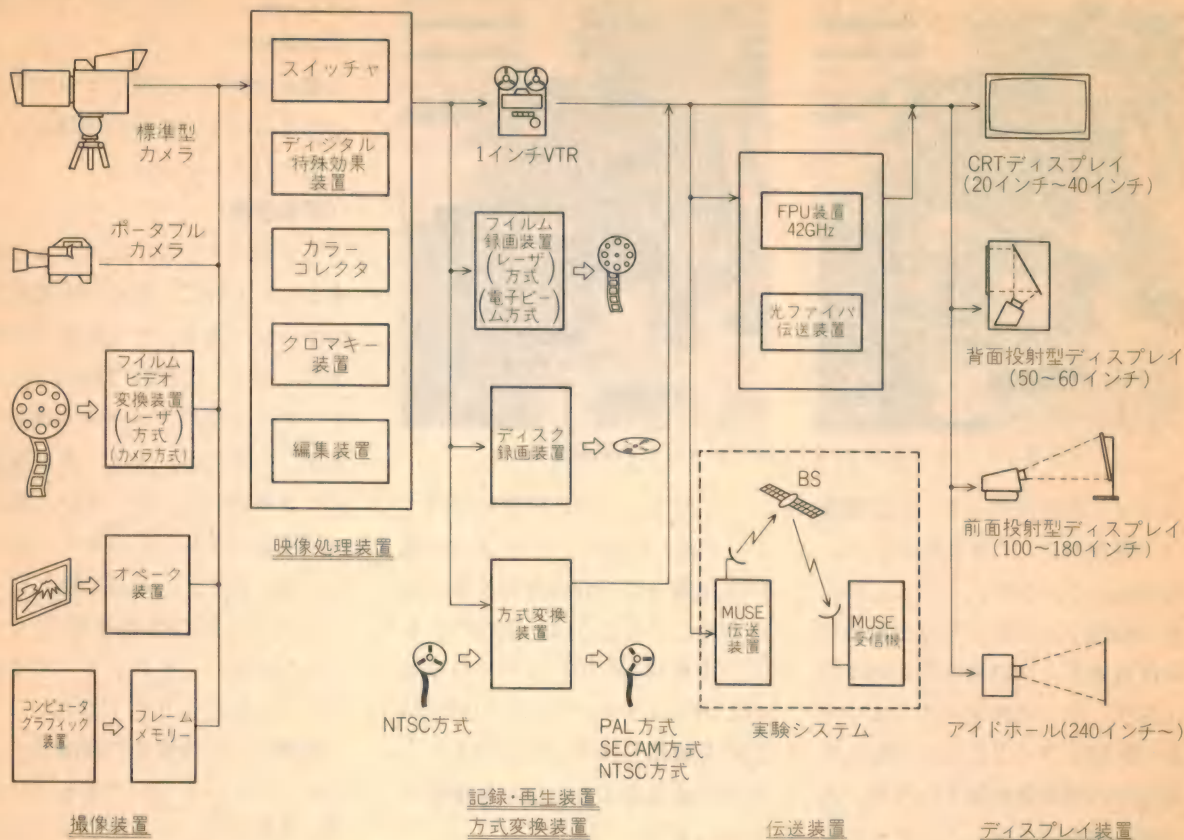 標準型
カメラ
ポータブル
カメラ
フイルム
ビデオ
変換装置
(レーザ
方式)
(カメラ方式)
オペーク
装置
コンピュータ
グラフィック
装置
フレーム
メモリー
撮像装置
スイッチャ
ディジタル
特殊効果
装置
カラー
コレクタ
クロマキー
装置
編集装置
映像処理装置
1インチVTR
フイルム
録画装置
(レーザ
方式)
(電子ビー
ム方式)
ディスク
録画装置
方式変換
装置
NTSC方式
PAL方式
SECAM方式
NTSC方式
記録・再生装置
方式変換装置
FPU装置
42GHz
光ファイバ
伝送装置
BS
MUSE
伝送
装置
MUSE
受信機
実験システム
伝送装置
CRTディスプレイ
(20インチ~40インチ)
背面投射型ディスプレイ
(50~60インチ)
前面投射型ディスプレイ
(100~180インチ)
アイドホール(240インチ~)
ディスプレイ装置